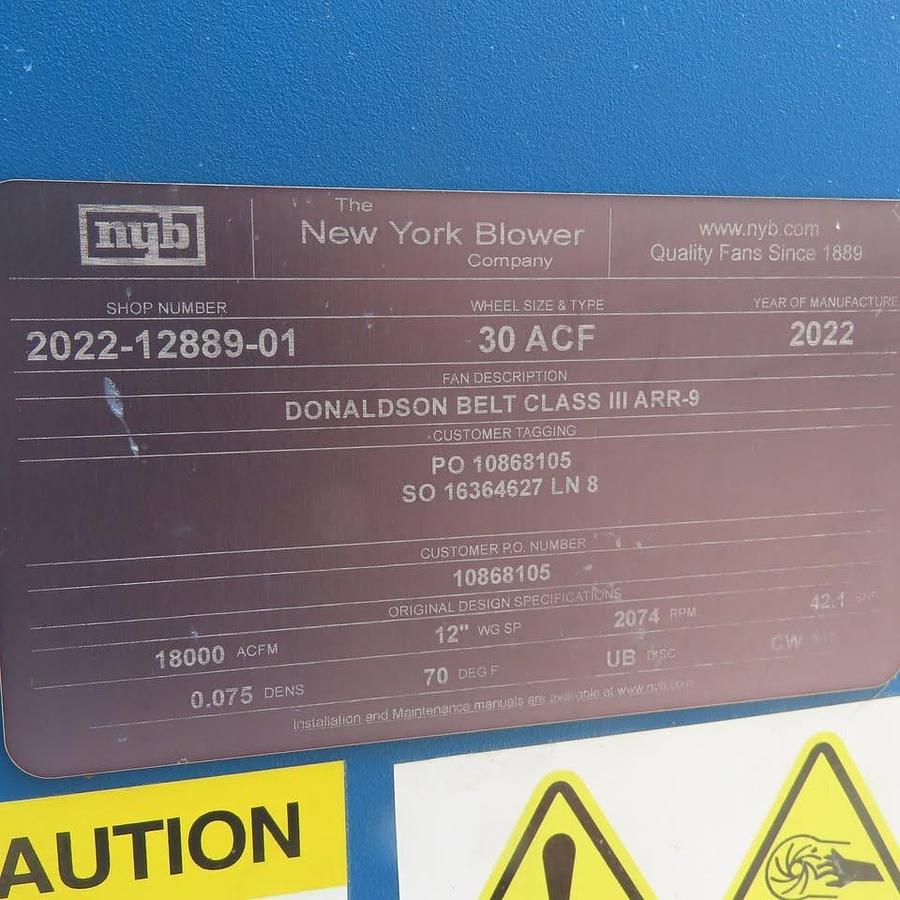 nyb
The
New York Blower
Company
www.nyb.com
Quality Fans Since 1889
SHOP NUMBER
WHEEL SIZE & TYPE
YEAR OF MANUFACTURE
2022-12889-01
30 ACF
2022
FAN DESCRIPTION
DONALDSON BELT CLASS III ARR-9
CUSTOMER TAGGING
PO 10868105
SO 16364627 LN 8
CUSTOMER P.O. NUMBER
10868105
ORIGINAL DESIGN SPECIFICATIONS
18000 ACFM
12" WG SP
2074 RPM
42.1
0.075 DENS
70 DEG F
UB DISC
CW
Installation and Maintenance manuals are available at www.nyb.com
AUTION